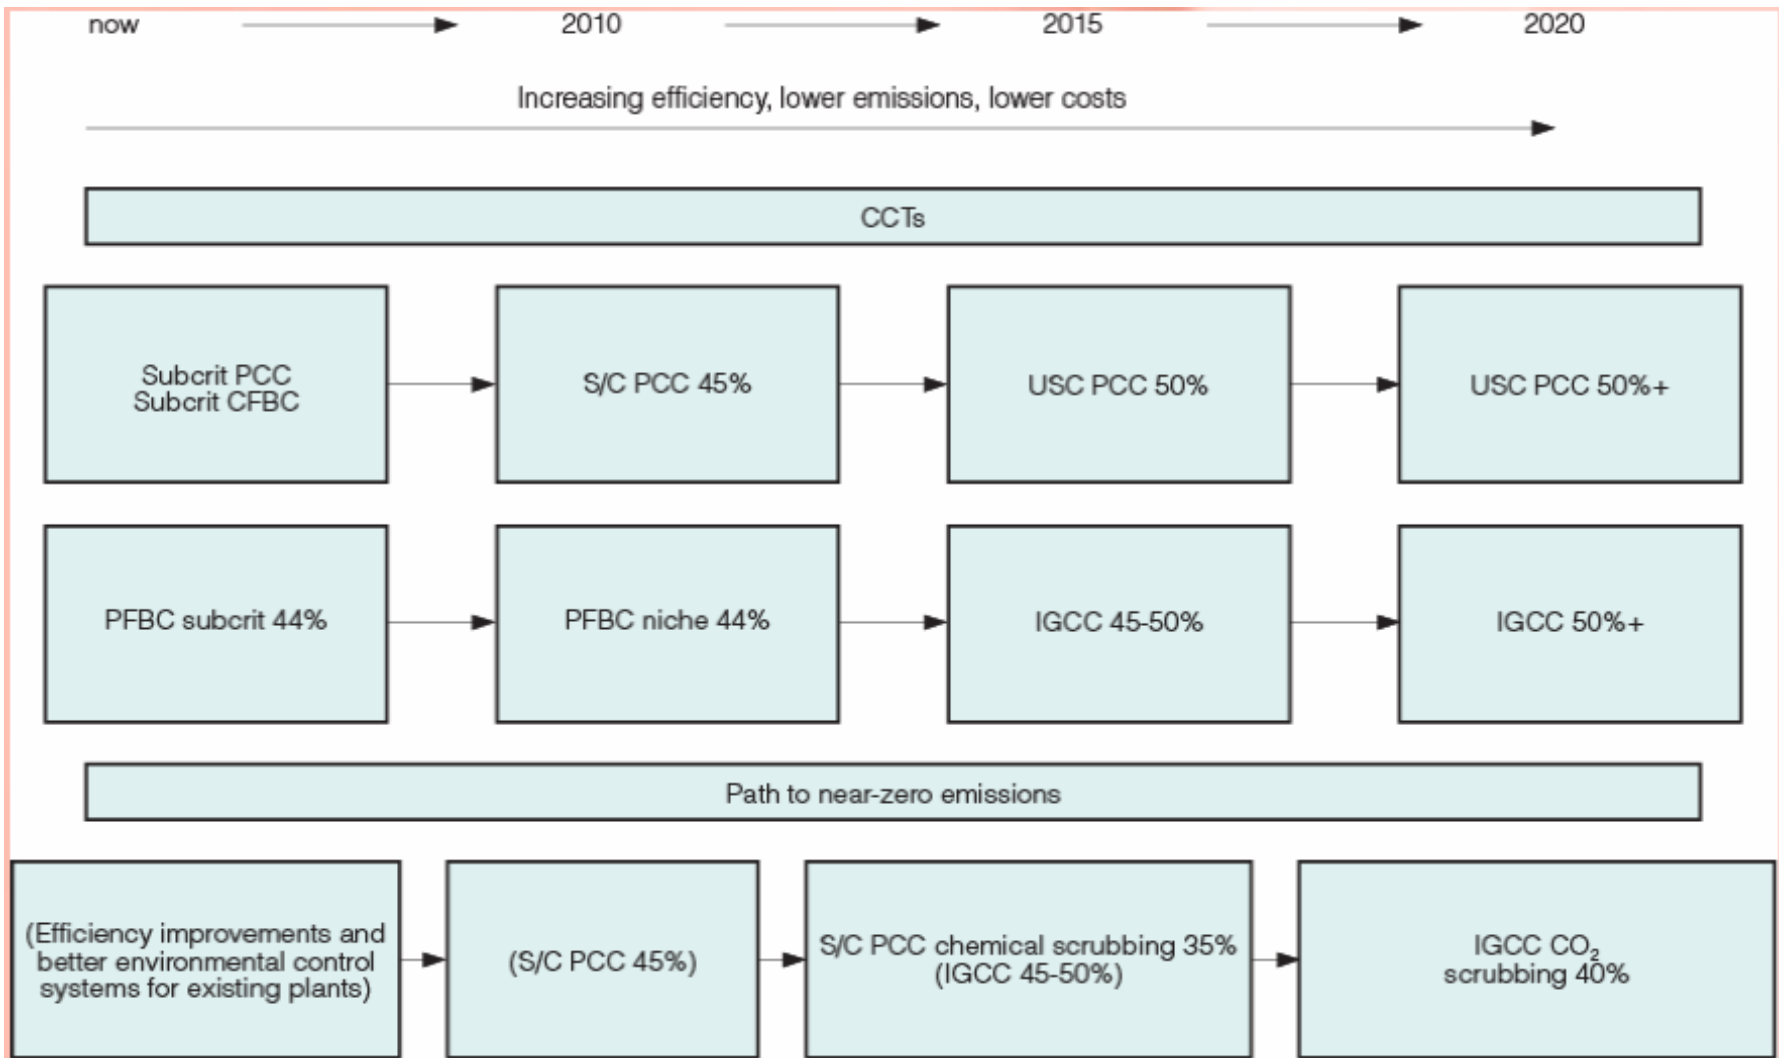 now 2010 2015 2020
Increasing efficiency, lower emissions, lower costs
CCTs
Subcrit PCC
Subcrit CFBC
S/C PCC 45%
USC PCC 50%
USC PCC 50%+
PFBC subcrit 44%
PFBC niche 44%
IGCC 45-50%
IGCC 50%+
Path to near-zero emissions
(Efficiency improvements and
better environmental control
systems for existing plants)
(S/C PCC 45%)
S/C PCC chemical scrubbing 35%
(IGCC 45-50%)
IGCC CO₂
scrubbing 40%